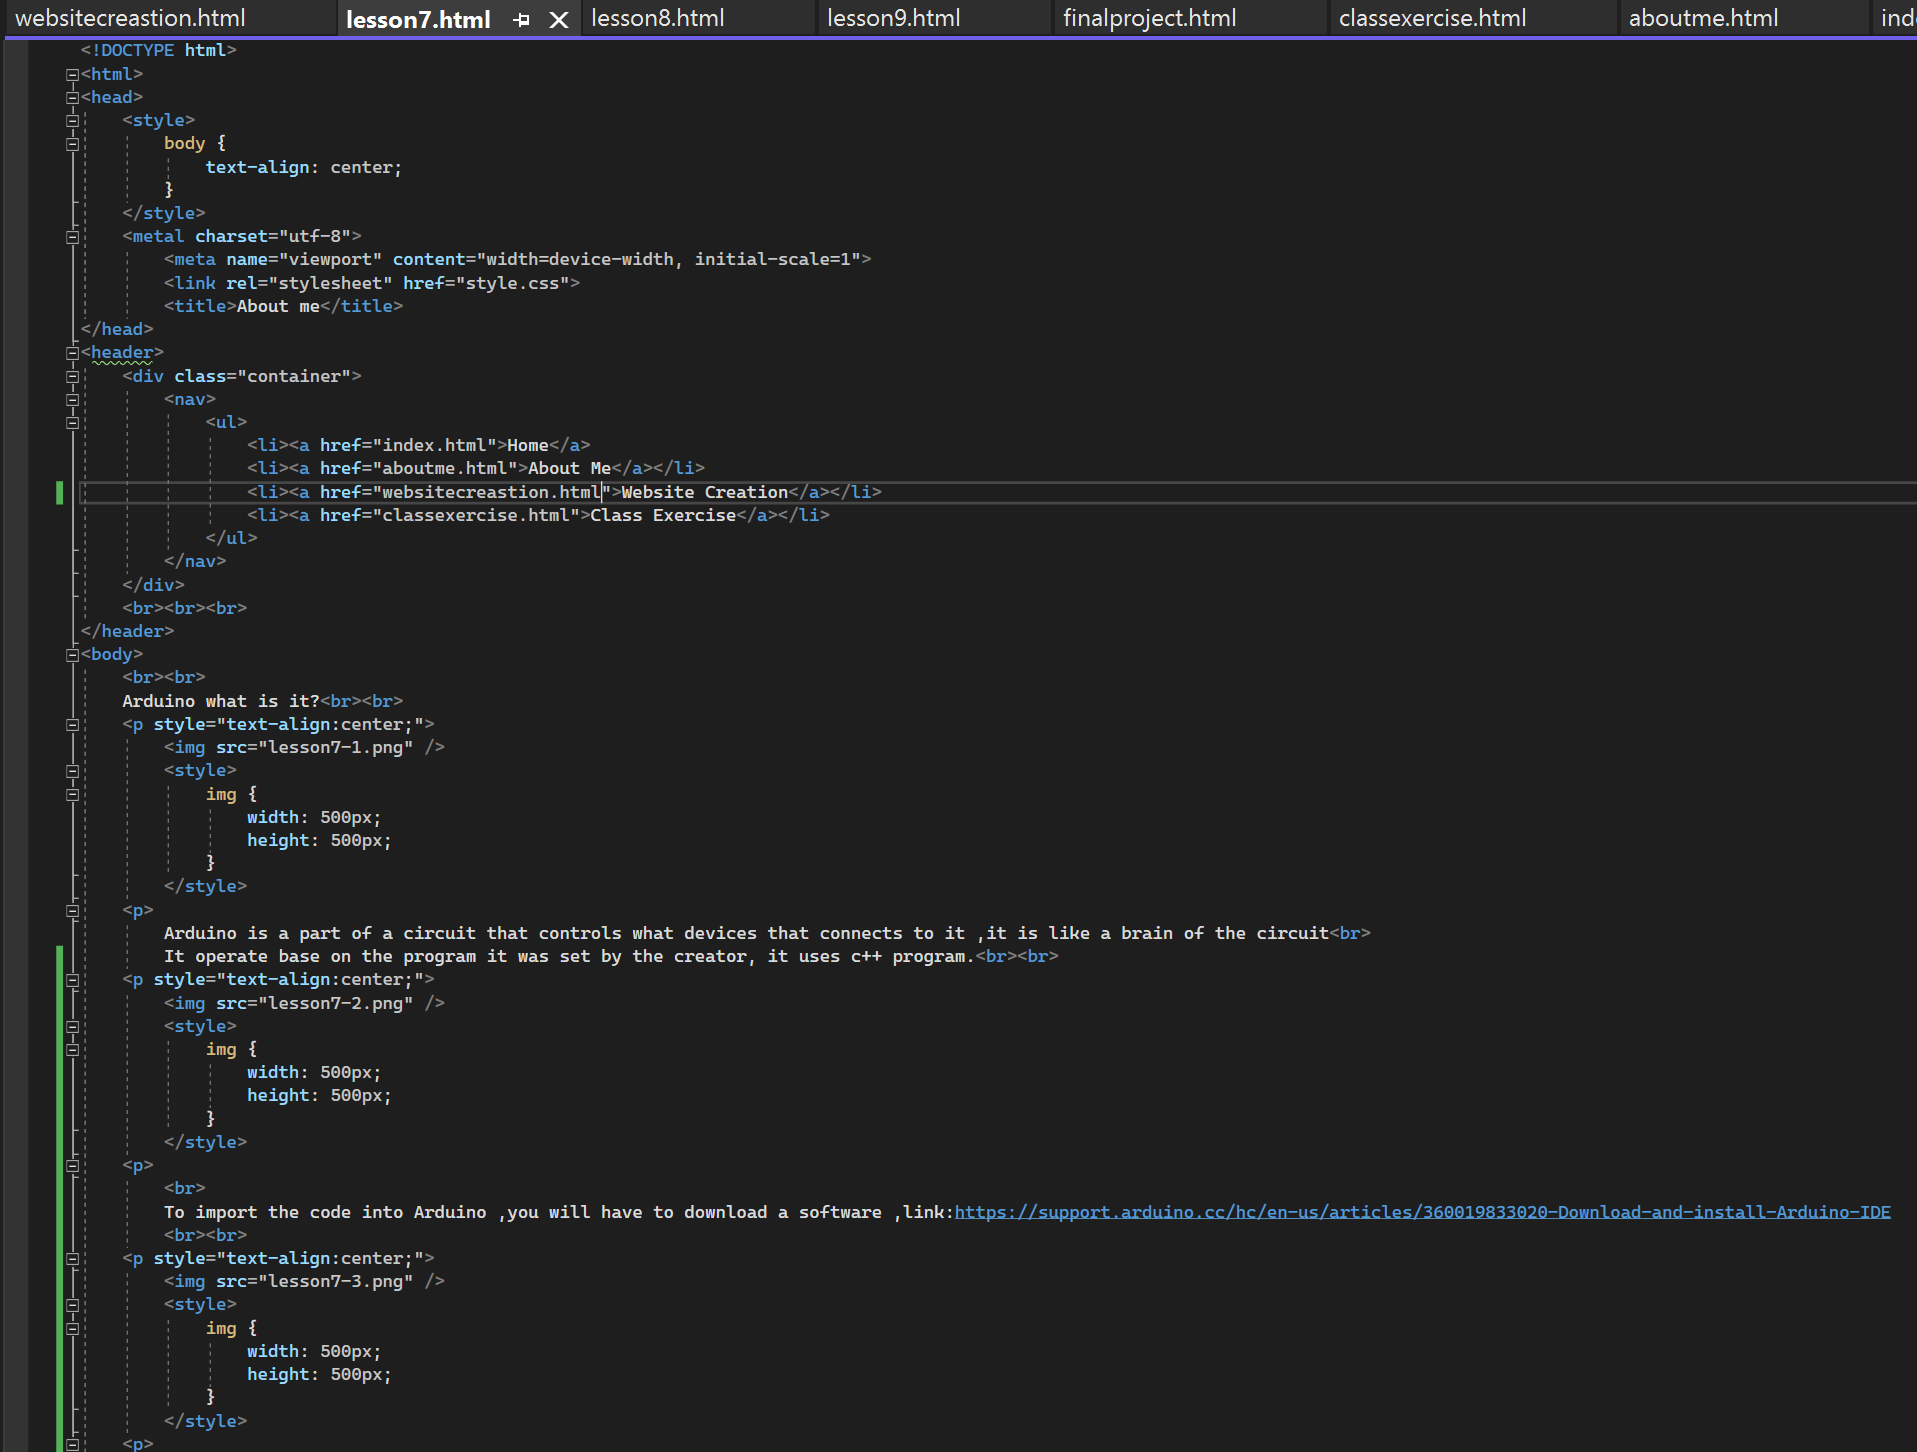 websitecreastion.html lesson7.html lesson8.html lesson9.html finalproject.html classexercise.html aboutme.html ind
<!DOCTYPE html>
<html>
<head>
    <style>
        body {
            text-align: center;
        }
    </style>
    <metal charset="utf-8">
        <meta name="viewport" content="width=device-width, initial-scale=1">
        <link rel="stylesheet" href="style.css">
        <title>About me</title>
</head>
<header>
    <div class="container">
        <nav>
            <ul>
                <li><a href="index.html">Home</a>
                <li><a href="aboutme.html">About Me</a></li>
                <li><a href="websitecreastion.html">Website Creation</a></li>
                <li><a href="classexercise.html">Class Exercise</a></li>
            </ul>
        </nav>
    </div>
    <br><br><br>
</header>
<body>
    <br><br>
    Arduino what is it?<br><br>
    <p style="text-align:center;">
        <img src="lesson7-1.png" />
        <style>
            img {
                width: 500px;
                height: 500px;
            }
        </style>
    <p>
        Arduino is a part of a circuit that controls what devices that connects to it ,it is like a brain of the circuit<br>
        It operate base on the program it was set by the creator, it uses c++ program.<br><br>
    <p style="text-align:center;">
        <img src="lesson7-2.png" />
        <style>
            img {
                width: 500px;
                height: 500px;
            }
        </style>
    <p>
        <br>
        To import the code into Arduino ,you will have to download a software ,link:https://support.arduino.cc/hc/en-us/articles/360019833020-Download-and-install-Arduino-IDE
        <br><br>
    <p style="text-align:center;">
        <img src="lesson7-3.png" />
        <style>
            img {
                width: 500px;
                height: 500px;
            }
        </style>
    <p>